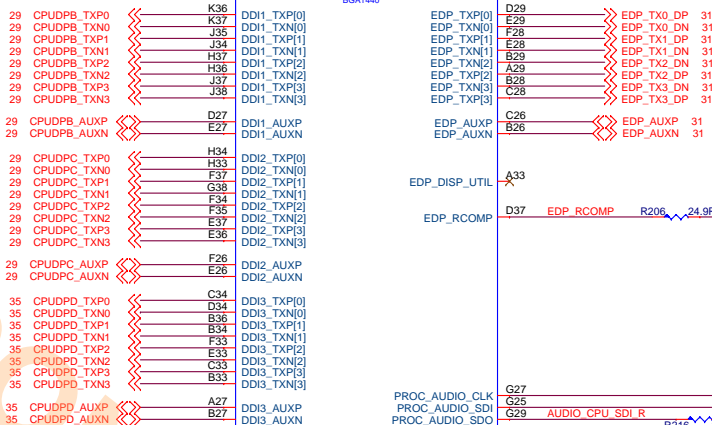 BGA1440
29 CPUDPB_TXP0 K36 DDI1_TXP[0] EDP_TXP[0] D29 EDP_TX0_DP 31
29 CPUDPB_TXN0 K37 DDI1_TXN[0] EDP_TXN[0] E29 EDP_TX0_DN 31
29 CPUDPB_TXP1 J35 DDI1_TXP[1] EDP_TXP[1] F28 EDP_TX1_DP 31
29 CPUDPB_TXN1 J34 DDI1_TXN[1] EDP_TXN[1] E28 EDP_TX1_DN 31
29 CPUDPB_TXP2 H37 DDI1_TXP[2] EDP_TXN[2] B29 EDP_TX2_DN 31
29 CPUDPB_TXN2 H36 DDI1_TXN[2] EDP_TXP[2] A29 EDP_TX2_DP 31
29 CPUDPB_TXP3 J37 DDI1_TXP[3] EDP_TXN[3] B28 EDP_TX3_DN 31
29 CPUDPB_TXN3 J38 DDI1_TXN[3] EDP_TXP[3] C28 EDP_TX3_DP 31
29 CPUDPB_AUXP D27 DDI1_AUXP EDP_AUXP C26 EDP_AUXP 31
29 CPUDPB_AUXN E27 DDI1_AUXN EDP_AUXN B26 EDP_AUXN 31
29 CPUDPC_TXP0 H34 DDI2_TXP[0]
29 CPUDPC_TXN0 H33 DDI2_TXN[0]
29 CPUDPC_TXP1 F37 DDI2_TXP[1] EDP_DISP_UTIL A33
29 CPUDPC_TXN1 G38 DDI2_TXN[1]
29 CPUDPC_TXP2 F34 DDI2_TXP[2]
29 CPUDPC_TXN2 F35 DDI2_TXN[2] EDP_RCOMP D37 EDP_RCOMP R206 24.9R
29 CPUDPC_TXP3 E37 DDI2_TXP[3]
29 CPUDPC_TXN3 E36 DDI2_TXN[3]
29 CPUDPC_AUXP F26 DDI2_AUXP
29 CPUDPC_AUXN E26 DDI2_AUXN
35 CPUDPD_TXP0 C34 DDI3_TXP[0]
35 CPUDPD_TXN0 D34 DDI3_TXN[0]
35 CPUDPD_TXP1 B36 DDI3_TXP[1]
35 CPUDPD_TXN1 B34 DDI3_TXN[1]
35 CPUDPD_TXP2 F33 DDI3_TXP[2]
35 CPUDPD_TXN2 E33 DDI3_TXN[2]
35 CPUDPD_TXP3 C33 DDI3_TXP[3]
35 CPUDPD_TXN3 B33 DDI3_TXN[3]
PROC_AUDIO_CLK G27
35 CPUDPD_AUXP A27 DDI3_AUXP PROC_AUDIO_SDI G25
35 CPUDPD_AUXN B27 DDI3_AUXN PROC_AUDIO_SDO G29 AUDIO_CPU_SDI_R